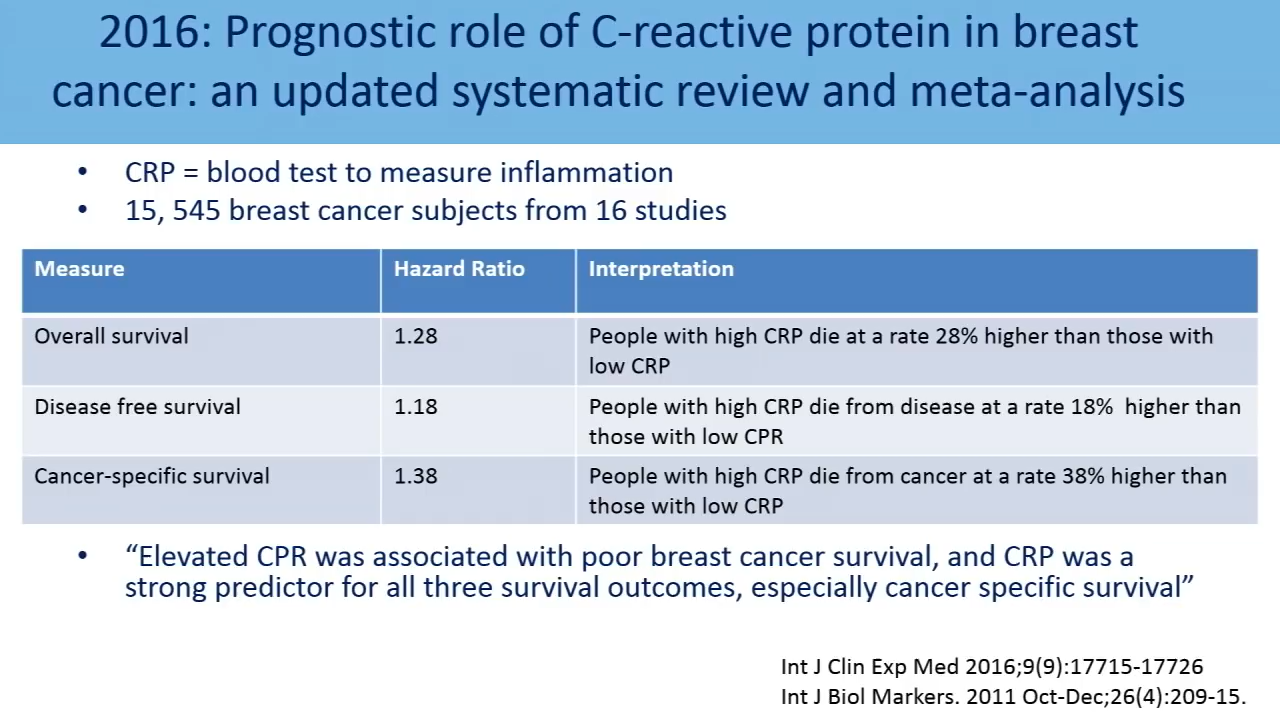 2016: Prognostic role of C-reactive protein in breast
cancer: an updated systematic review and meta-analysis
• CRP = blood test to measure inflammation
• 15, 545 breast cancer subjects from 16 studies
Measure Hazard Ratio Interpretation
Overall survival 1.28 People with high CRP die at a rate 28% higher than those with
low CRP
Disease free survival 1.18 People with high CRP die from disease at a rate 18% higher than
those with low CPR
Cancer-specific survival 1.38 People with high CRP die from cancer at a rate 38% higher than
those with low CRP
• “Elevated CPR was associated with poor breast cancer survival, and CRP was a
strong predictor for all three survival outcomes, especially cancer specific survival”
Int J Clin Exp Med 2016;9(9):17715-17726
Int J Biol Markers. 2011 Oct-Dec;26(4):209-15.